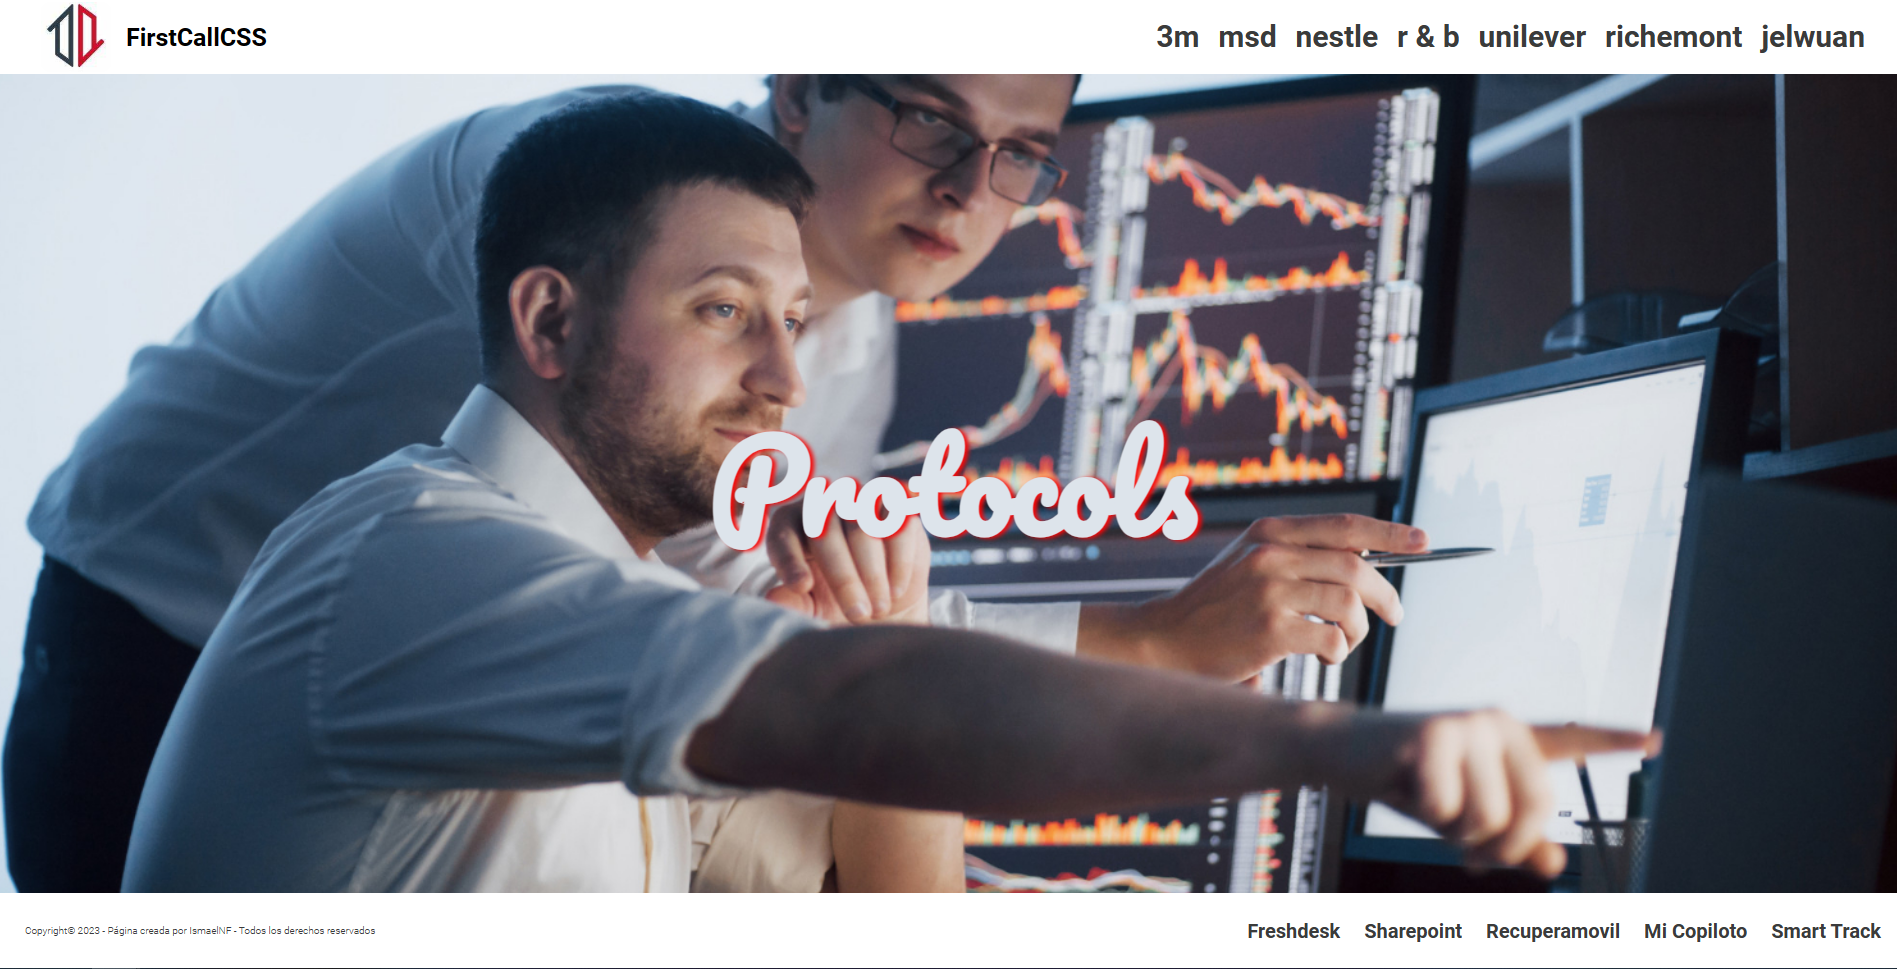 FirstCallCSS
3m msd nestle r & b unilever richemont jelwuan
Protocols
Copyright© 2023 - Página creada por IsmaelNF - Todos los derechos reservados
Freshdesk Sharepoint Recuperamovil Mi Copiloto Smart Track